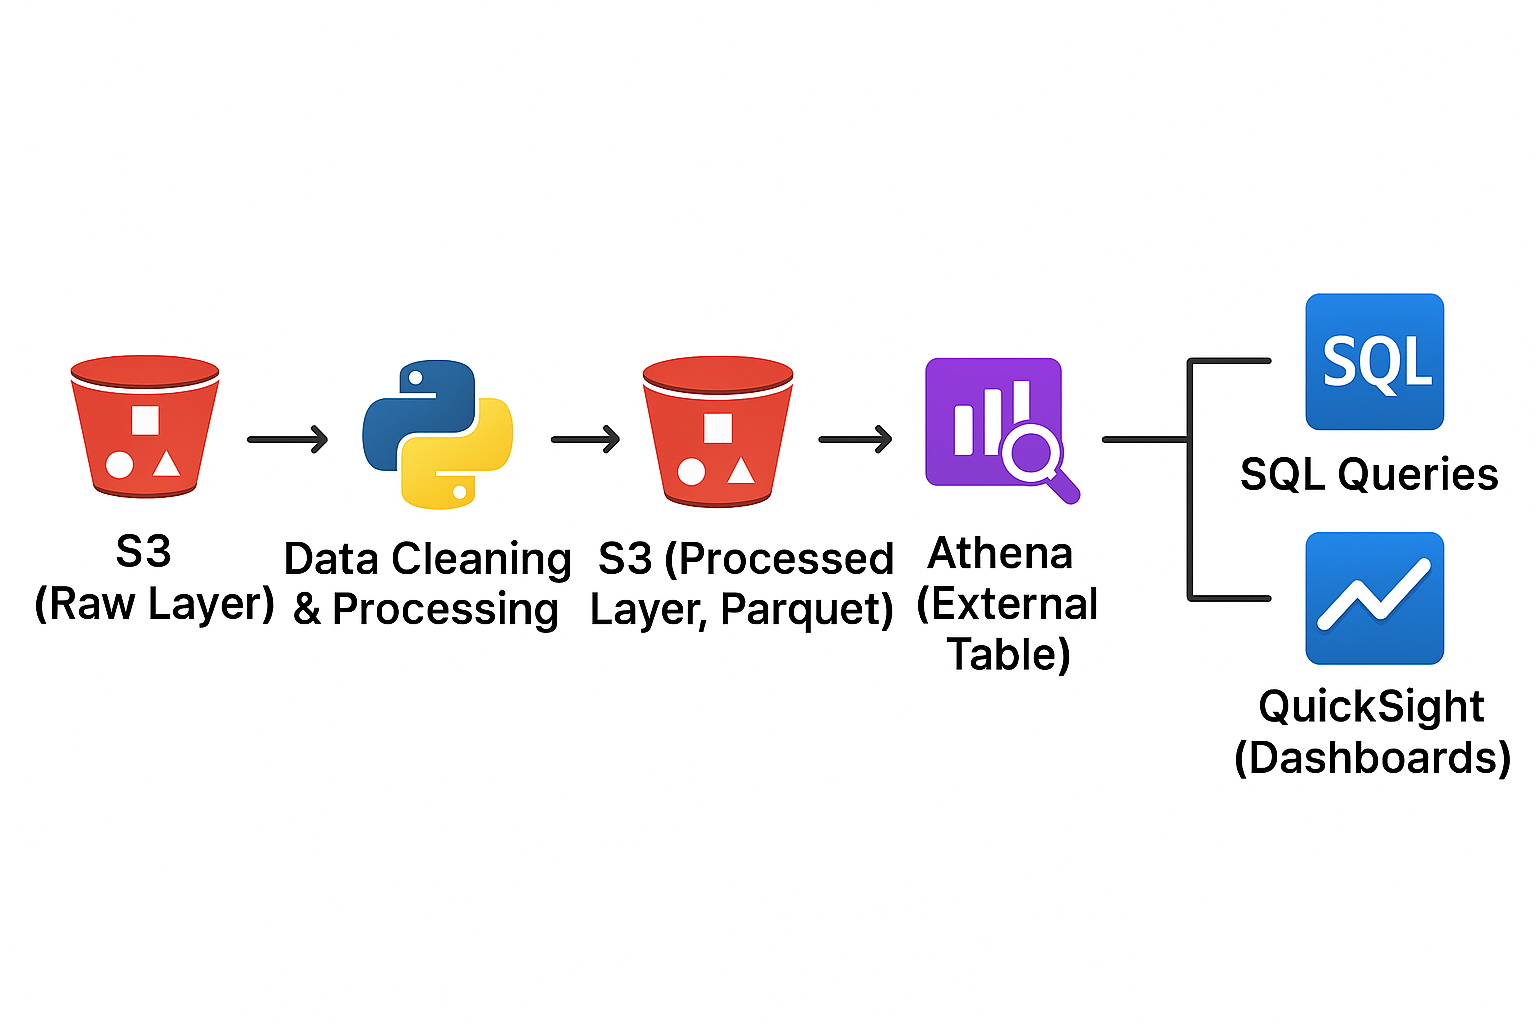 S3
(Raw Layer)
Data Cleaning
& Processing
S3 (Processed
Layer, Parquet)
Athena
(External
Table)
SQL
SQL Queries
QuickSight
(Dashboards)